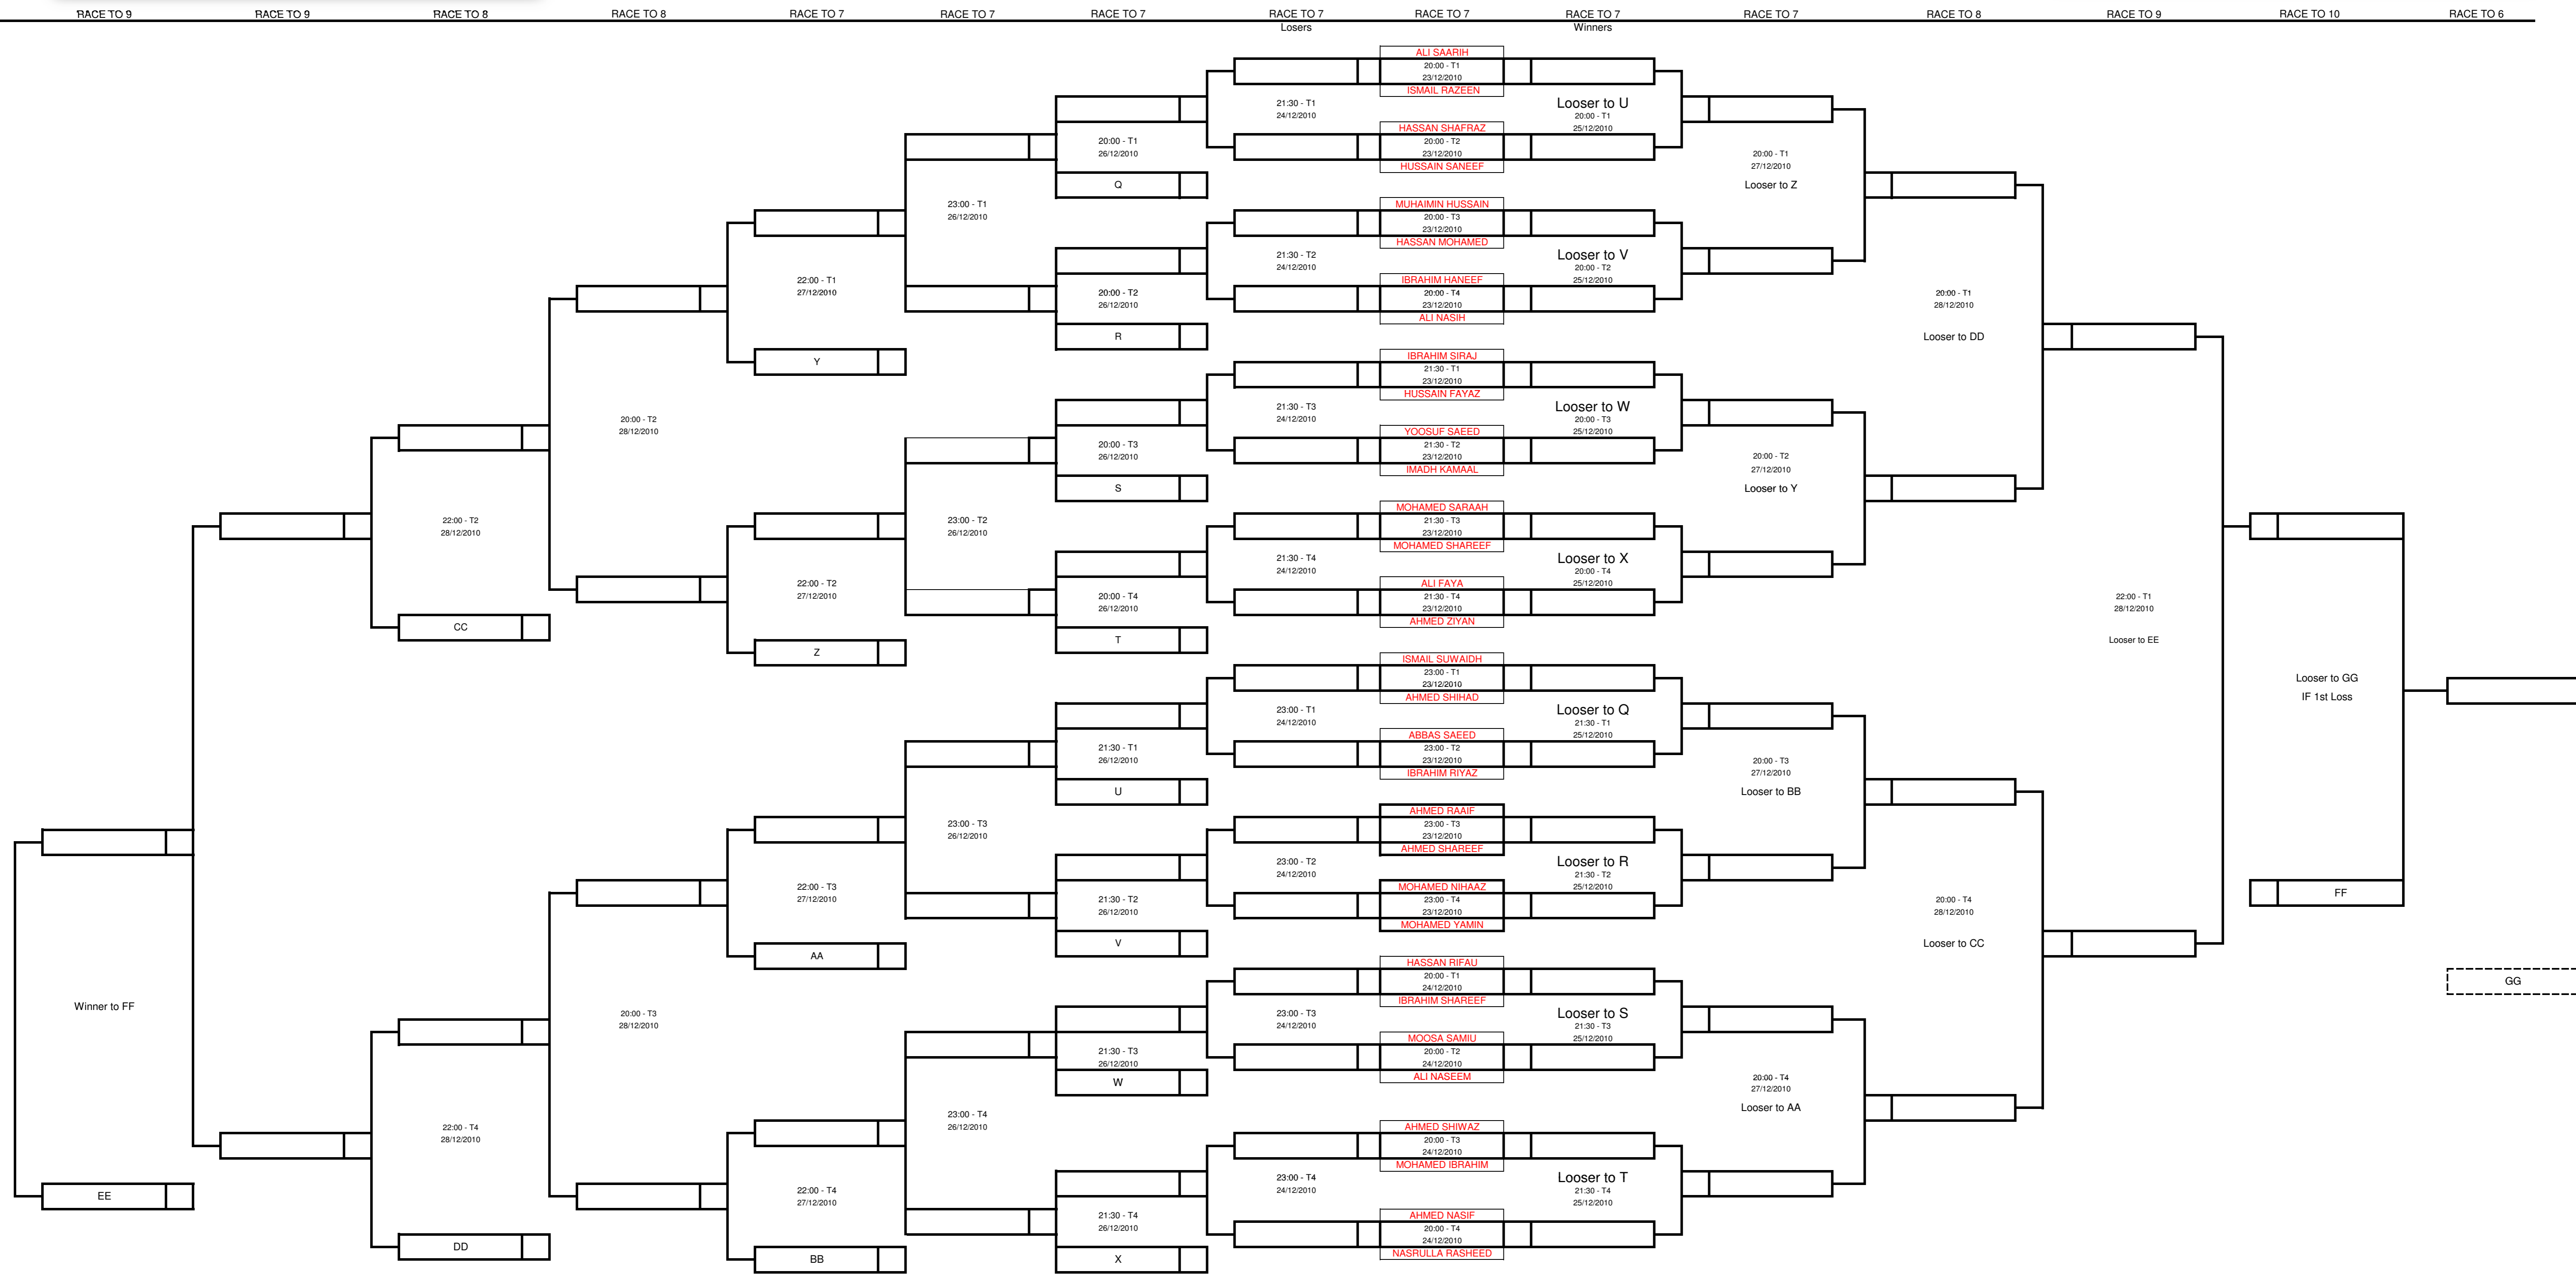 RACE TO 9 RACE TO 9 RACE TO 8 RACE TO 8 RACE TO 7 RACE TO 7 RACE TO 7 RACE TO 7 RACE TO 7 RACE TO 7 RACE TO 7 RACE TO 8 RACE TO 9 RACE TO 10 RACE TO 6
Losers Winners
ALI SAARIH
20:00 - T1
23/12/2010
ISMAIL RAZEEN
21:30 - T1
24/12/2010
Looser to U
20:00 - T1
25/12/2010
HASSAN SHAFRAZ
20:00 - T2
23/12/2010
HUSSAIN SANEEF
20:00 - T1
26/12/2010
Q
20:00 - T1
27/12/2010
Looser to Z
23:00 - T1
26/12/2010
MUHAIMIN HUSSAIN
20:00 - T3
23/12/2010
HASSAN MOHAMED
21:30 - T2
24/12/2010
Looser to V
20:00 - T2
25/12/2010
IBRAHIM HANEEF
20:00 - T4
23/12/2010
ALI NASIH
22:00 - T1
27/12/2010
20:00 - T2
26/12/2010
R
20:00 - T1
28/12/2010
Looser to DD
Y
IBRAHIM SIRAJ
21:30 - T1
23/12/2010
HUSSAIN FAYAZ
21:30 - T3
24/12/2010
Looser to W
20:00 - T3
25/12/2010
YOOSUF SAEED
21:30 - T2
23/12/2010
IMADH KAMAAL
20:00 - T2
28/12/2010
20:00 - T3
26/12/2010
S
20:00 - T2
27/12/2010
Looser to Y
22:00 - T2
28/12/2010
23:00 - T2
26/12/2010
MOHAMED SARAAH
21:30 - T3
23/12/2010
MOHAMED SHAREEF
21:30 - T4
24/12/2010
Looser to X
20:00 - T4
25/12/2010
ALI FAYA
21:30 - T4
23/12/2010
AHMED ZIYAN
22:00 - T2
27/12/2010
20:00 - T4
26/12/2010
T
22:00 - T1
28/12/2010
Looser to EE
CC
Z
ISMAIL SUWAIDH
23:00 - T1
23/12/2010
AHMED SHIHAD
Looser to GG
IF 1st Loss
23:00 - T1
24/12/2010
Looser to Q
21:30 - T1
25/12/2010
ABBAS SAEED
23:00 - T2
23/12/2010
IBRAHIM RIYAZ
21:30 - T1
26/12/2010
U
20:00 - T3
27/12/2010
Looser to BB
23:00 - T3
26/12/2010
AHMED RAAIF
23:00 - T3
23/12/2010
AHMED SHAREEF
23:00 - T2
24/12/2010
Looser to R
21:30 - T2
25/12/2010
MOHAMED NIHAAZ
23:00 - T4
23/12/2010
MOHAMED YAMIN
22:00 - T3
27/12/2010
21:30 - T2
26/12/2010
V
20:00 - T4
28/12/2010
Looser to CC
FF
AA
HASSAN RIFAU
20:00 - T1
24/12/2010
IBRAHIM SHAREEF
GG
Winner to FF
20:00 - T3
28/12/2010
23:00 - T3
24/12/2010
Looser to S
21:30 - T3
25/12/2010
MOOSA SAMIU
20:00 - T2
24/12/2010
ALI NASEEM
21:30 - T3
26/12/2010
W
20:00 - T4
27/12/2010
Looser to AA
22:00 - T4
28/12/2010
23:00 - T4
26/12/2010
AHMED SHIWAZ
20:00 - T3
24/12/2010
MOHAMED IBRAHIM
23:00 - T4
24/12/2010
Looser to T
21:30 - T4
25/12/2010
EE
22:00 - T4
27/12/2010
21:30 - T4
26/12/2010
AHMED NASIF
20:00 - T4
24/12/2010
NASRULLA RASHEED
DD
BB
X